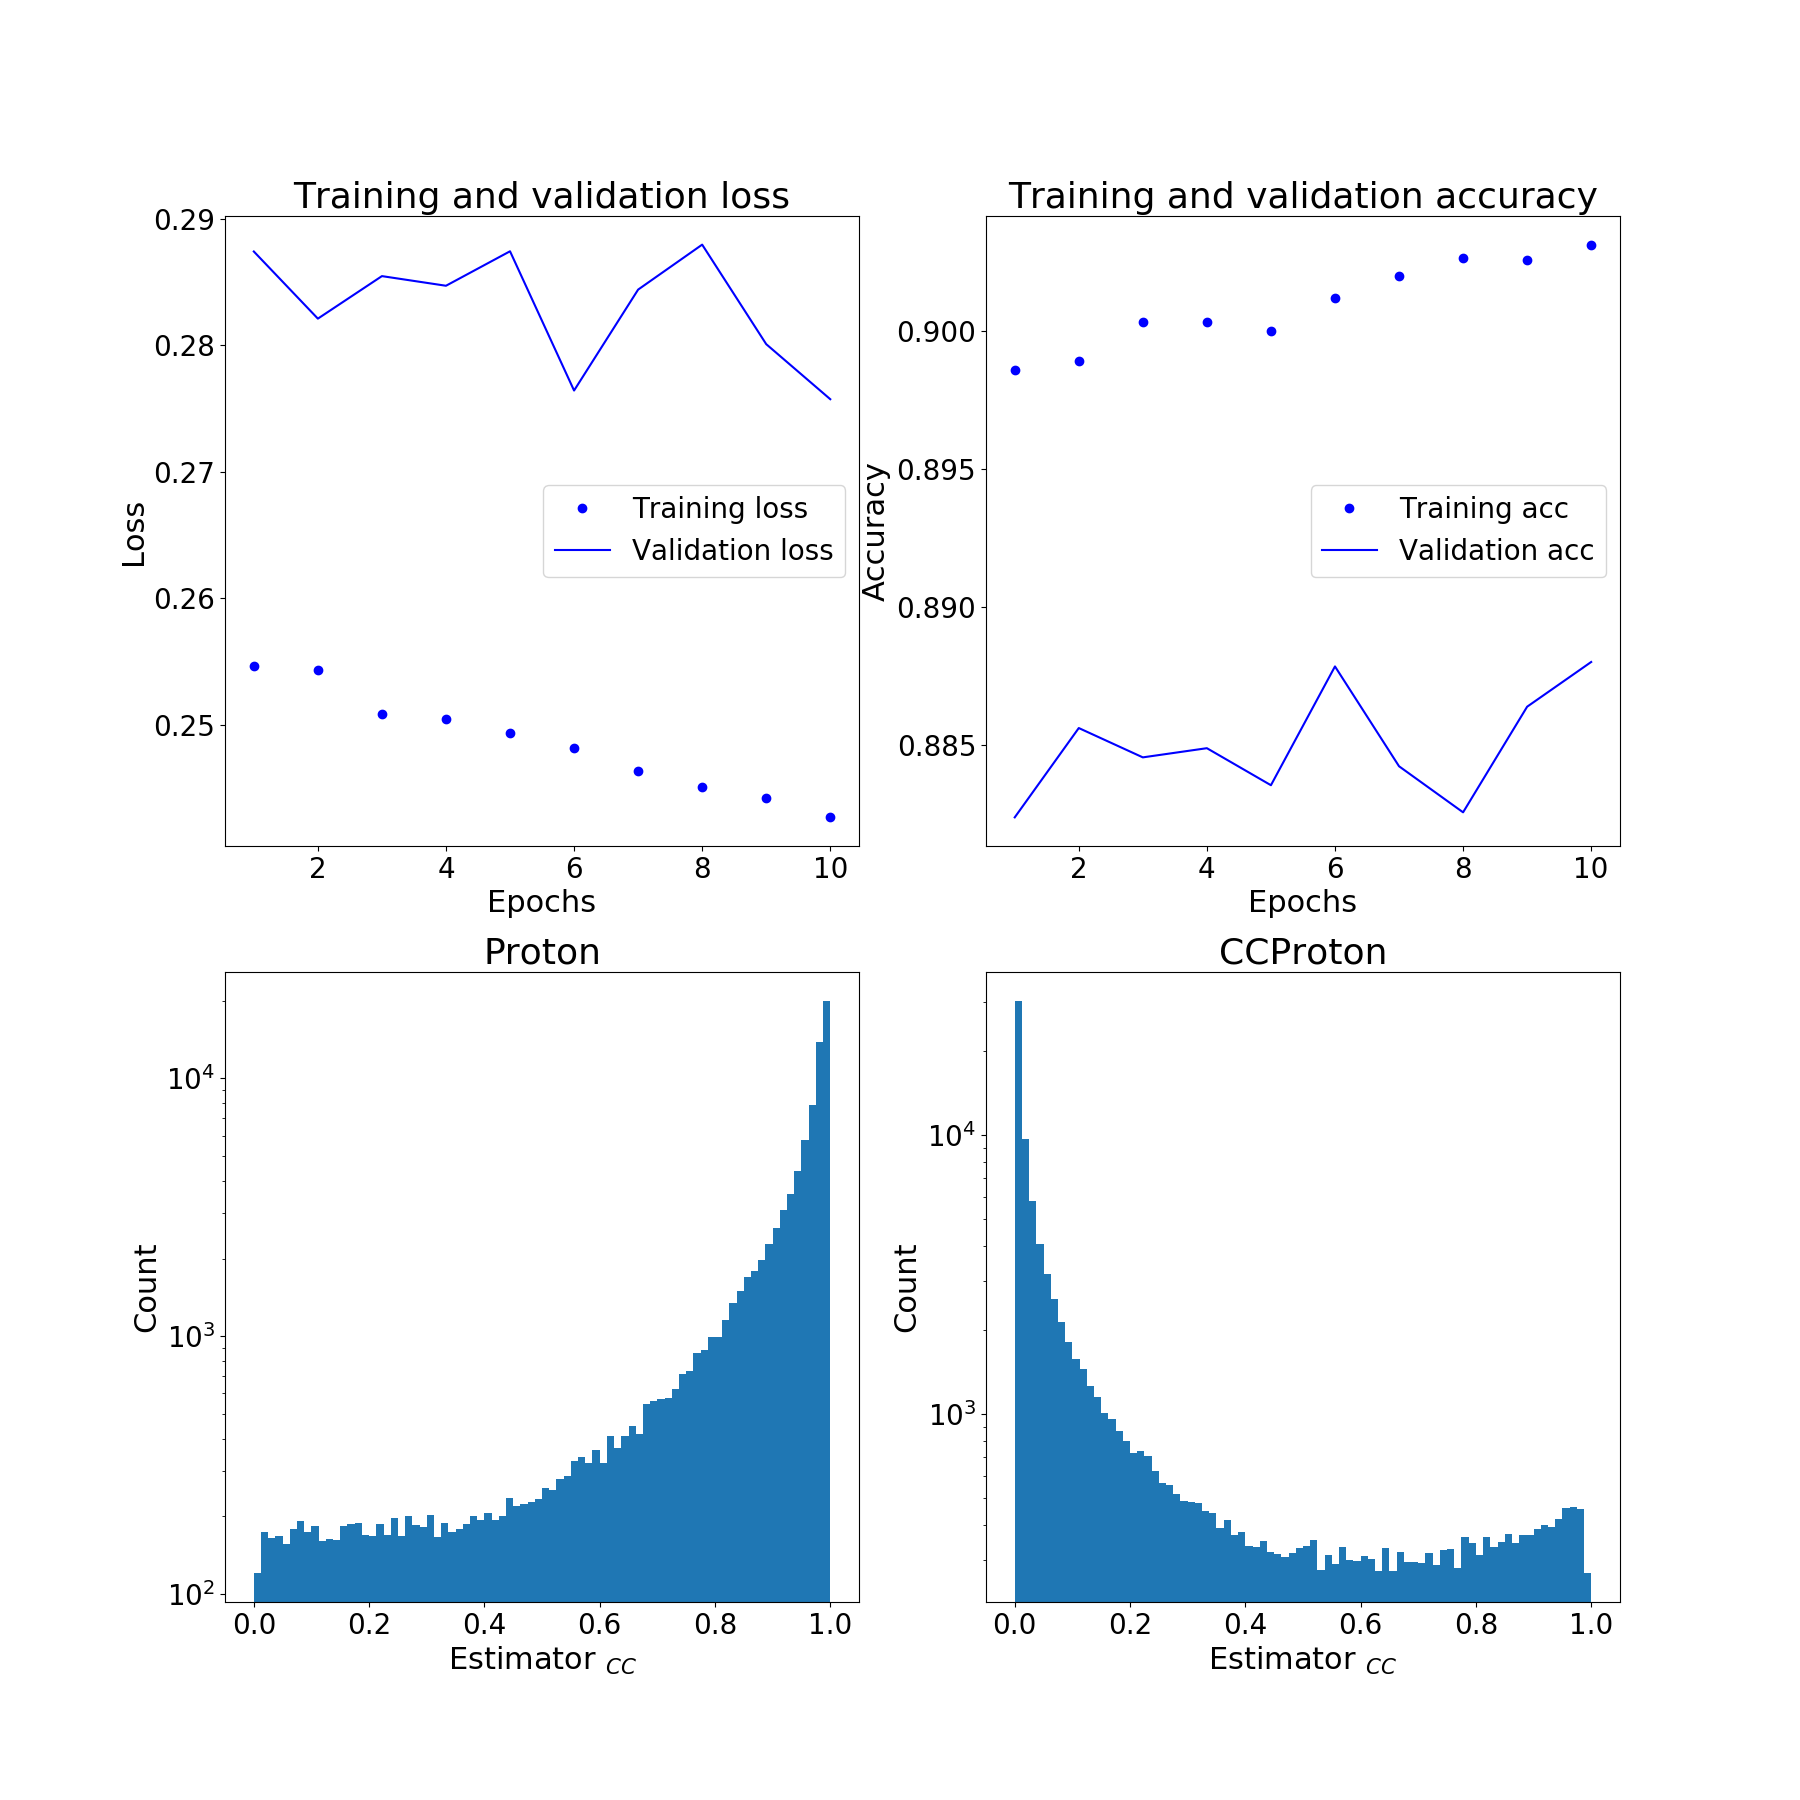 Training and validation loss
0.29
0.28
0.27
0.26
0.25
Loss
Training loss
Validation loss
2 4 6 8 10
Epochs
Training and validation accuracy
0.900
0.895
0.890
0.885
Accuracy
Training acc
Validation acc
2 4 6 8 10
Epochs
Proton
10⁴
10³
10²
Count
0.0 0.2 0.4 0.6 0.8 1.0
Estimator CC
CCProton
10⁴
10³
Count
0.0 0.2 0.4 0.6 0.8 1.0
Estimator CC